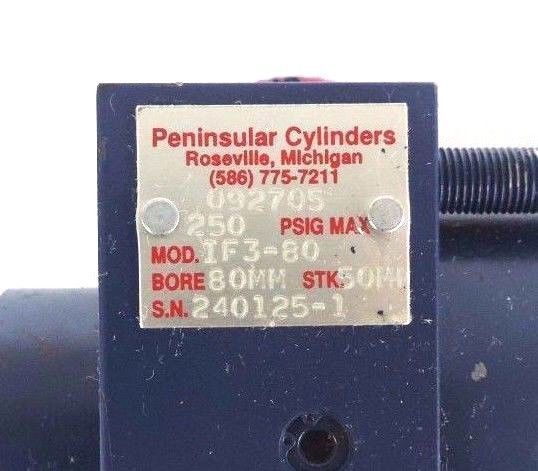 Peninsular Cylinders
Roseville, Michigan
(586) 775-7211
092705
250 PSIG MAX
MOD. IF3-80
BORE 80MM STK. 50MM
S.N. 240125-1